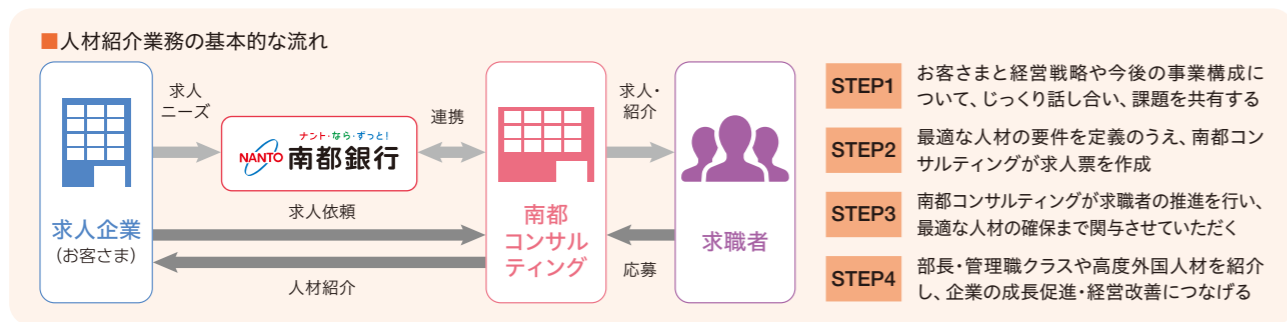 ■人材紹介業務の基本的な流れ
求人
ニーズ
ナント・なら・ずっと!
NANTO 南都銀行
連携
求人・
紹介
求人企業
(お客さま)
求人依頼
人材紹介
南都
コンサル
ティング
応募
求職者
STEP1
お客さまと経営戦略や今後の事業構成に
ついて、じっくり話し合い、課題を共有する
STEP2
最適な人材の要件を定義のうえ、南都コン
サルティングが求人票を作成
STEP3
南都コンサルティングが求職者の推進を行い、
最適な人材の確保まで関与させていただく
STEP4
部長・管理職クラスや高度外国人材を紹介
し、企業の成長促進・経営改善につなげる